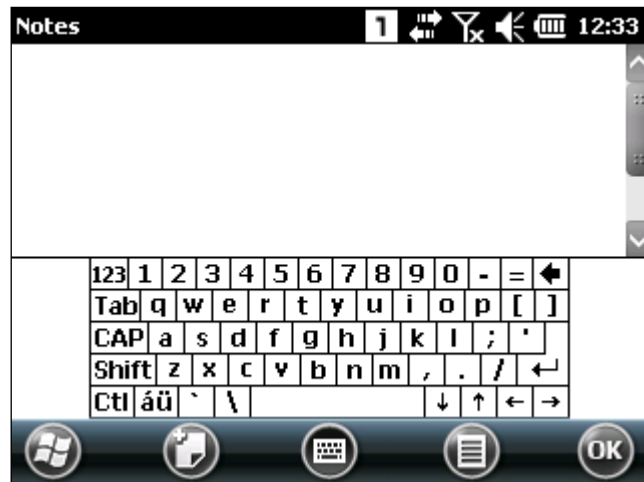 Notes 1 12:33
123 1 2 3 4 5 6 7 8 9 0 - = 
Tab q w e r t y u i o p [ ]
CAP a s d f g h j k l ; '
Shift z x c v b n m , . / ↵
Ctl áü ` \ ↓ ↑ ← →
OK